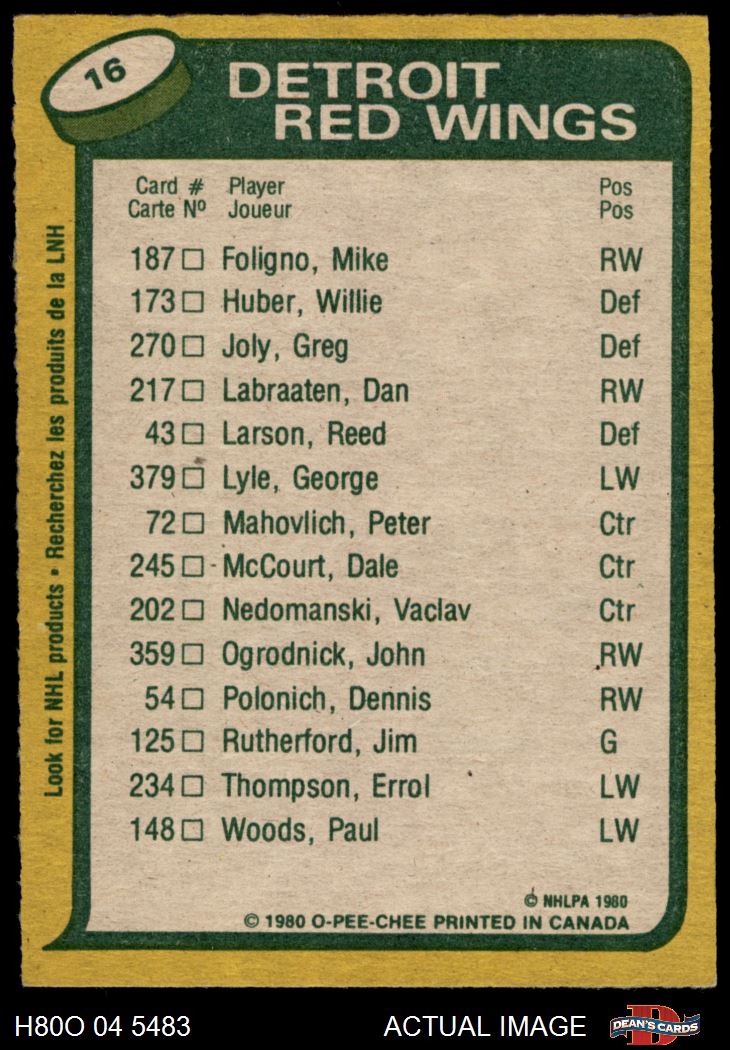 16
DETROIT
RED WINGS
Card # Player Pos
Carte Nº Joueur Pos
187 □ Foligno, Mike RW
173 □ Huber, Willie Def
270 □ Joly, Greg Def
217 □ Labraaten, Dan RW
43 □ Larson, Reed Def
379 □ Lyle, George LW
72 □ Mahovlich, Peter Ctr
245 □ McCourt, Dale Ctr
202 □ Nedomanski, Vaclav Ctr
359 □ Ogrodnick, John RW
54 □ Polonich, Dennis RW
125 □ Rutherford, Jim G
234 □ Thompson, Errol LW
148 □ Woods, Paul LW
© NHLPA 1980
© 1980 O-PEE-CHEE PRINTED IN CANADA
Look for NHL products • Recherchez les produits de la LNH
H80O 04 5483
ACTUAL IMAGE
DEAN'S CARDS